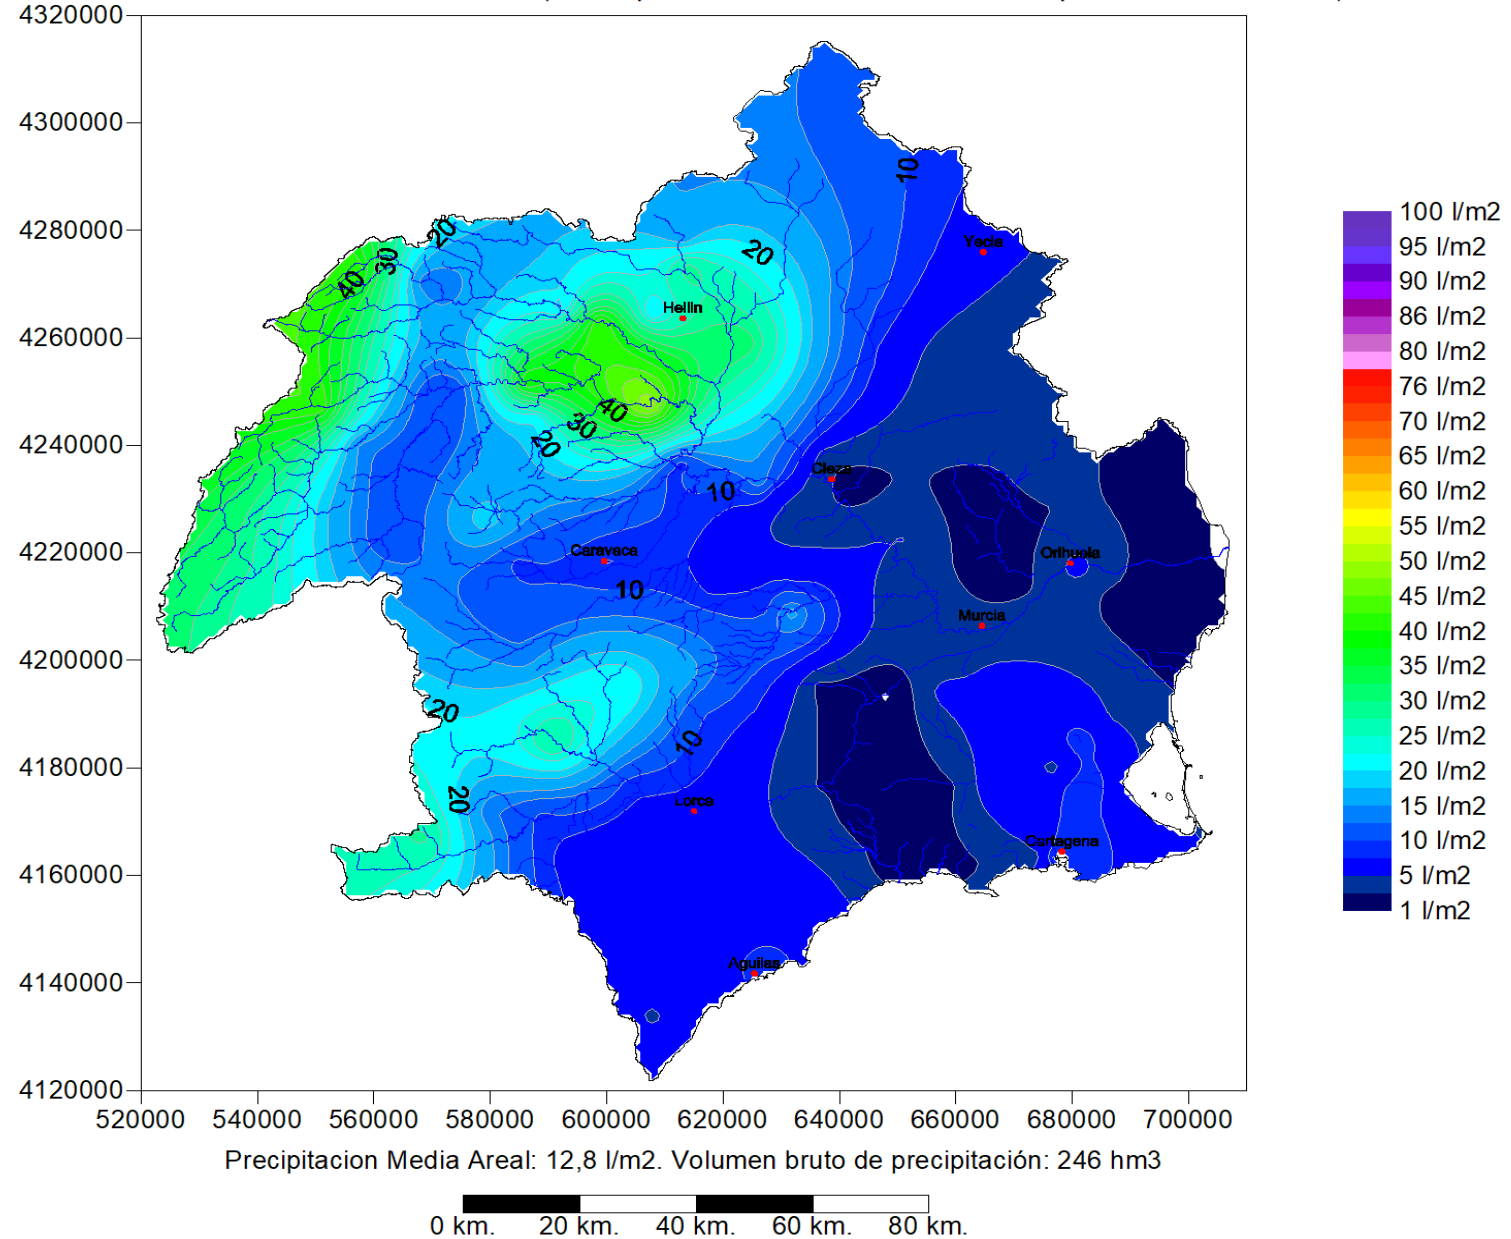 4320000
4300000
4280000
4260000
4240000
4220000
4200000
4180000
4160000
4140000
4120000
520000 540000 560000 580000 600000 620000 640000 660000 680000 700000
10
20
30
40
20
Yecla
Hellin
40
30
20
10
Cieza
Caravaca
Orihuela
10
Murcia
20
10
20
Lorca
Cartagena
Aguilas
100 l/m2
95 l/m2
90 l/m2
86 l/m2
80 l/m2
76 l/m2
70 l/m2
65 l/m2
60 l/m2
55 l/m2
50 l/m2
45 l/m2
40 l/m2
35 l/m2
30 l/m2
25 l/m2
20 l/m2
15 l/m2
10 l/m2
5 l/m2
1 l/m2
Precipitacion Media Areal: 12,8 l/m2. Volumen bruto de precipitación: 246 hm3
0 km. 20 km. 40 km. 60 km. 80 km.